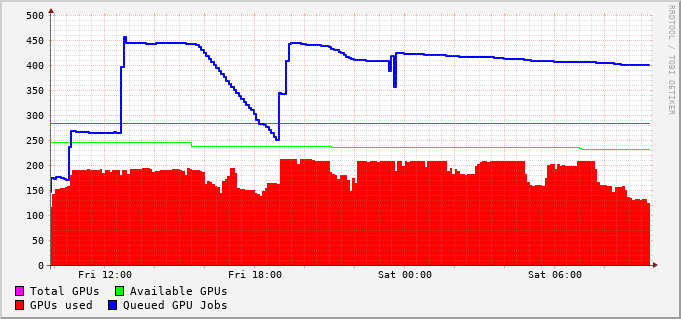 500
450
400
350
300
250
200
150
100
50
0
Fri 12:00 Fri 18:00 Sat 00:00 Sat 06:00
Total GPUs Available GPUs
GPUs used Queued GPU Jobs
RRDTOOL / TOBI OETIKER